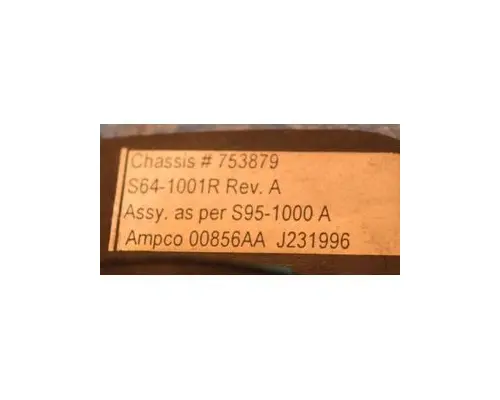 Chassis # 753879
S64-1001R Rev. A
Assy. as per S95-1000 A
Ampco 00856AA J231996